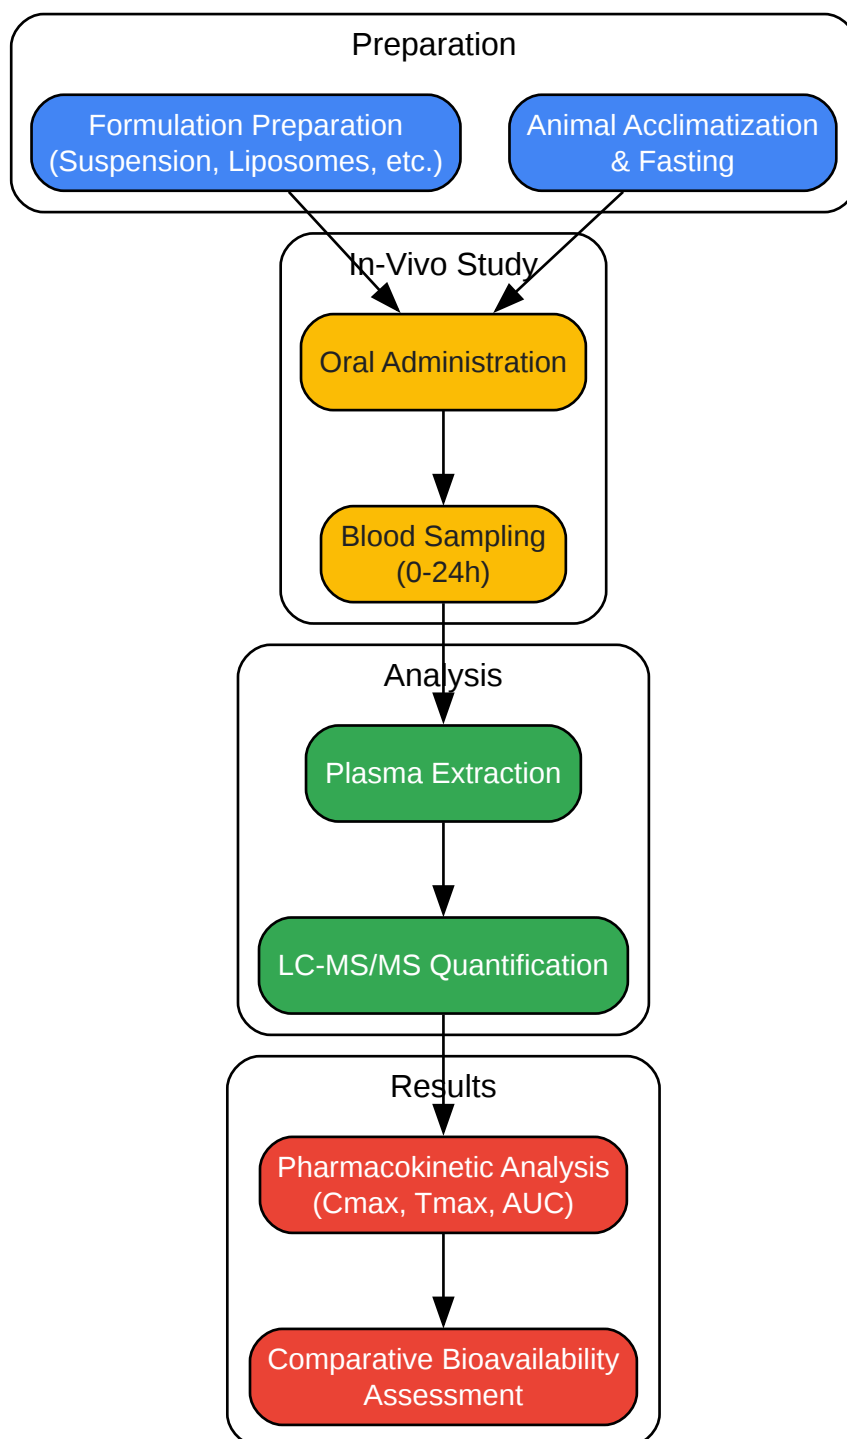 Preparation
Formulation Preparation
(Suspension, Liposomes, etc.)
Animal Acclimatization
& Fasting
In-Vivo Study
Oral Administration
Blood Sampling
(0-24h)
Analysis
Plasma Extraction
LC-MS/MS Quantification
Results
Pharmacokinetic Analysis
(Cmax, Tmax, AUC)
Comparative Bioavailability
Assessment